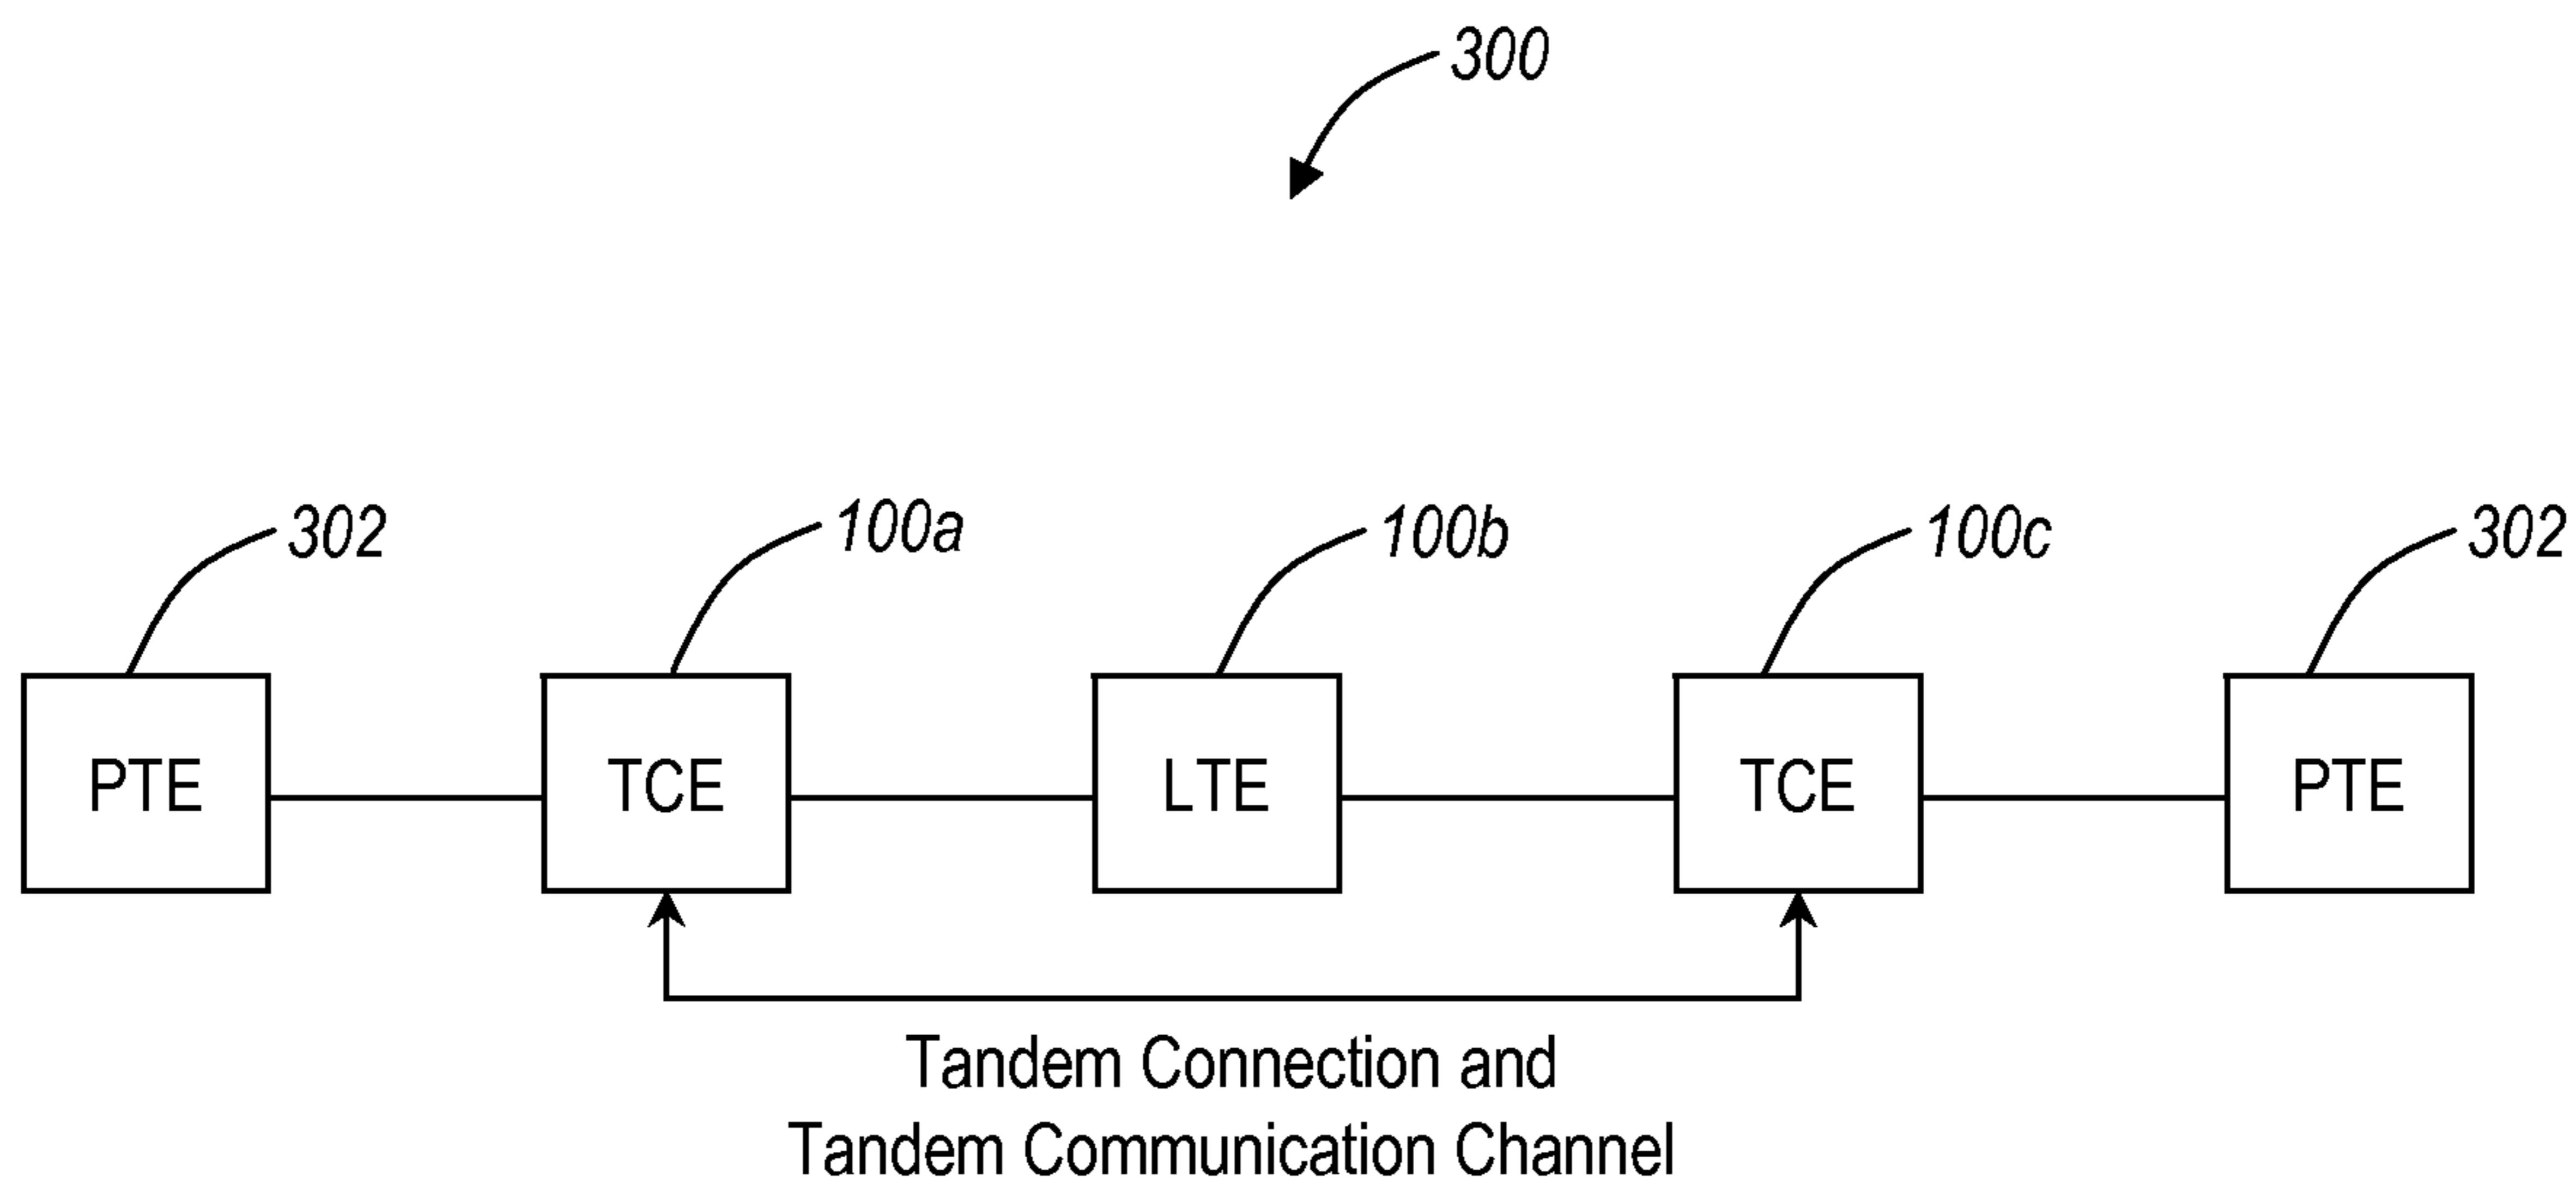 300
302
100a
100b
100c
302
PTE
TCE
LTE
TCE
PTE
Tandem Connection and
Tandem Communication Channel